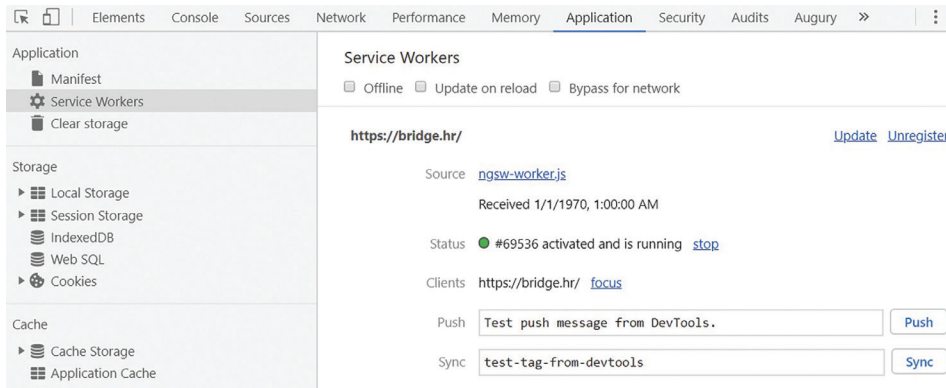 Elements Console Sources Network Performance Memory Application Security Audits Augury »
Application
Manifest
Service Workers
Clear storage
Storage
Local Storage
Session Storage
IndexedDB
Web SQL
Cookies
Cache
Cache Storage
Application Cache
Service Workers
Offline Update on reload Bypass for network
https://bridge.hr/ Update Unregister
Source ngsw-worker.js
Received 1/1/1970, 1:00:00 AM
Status #69536 activated and is running stop
Clients https://bridge.hr/ focus
Push Test push message from DevTools. Push
Sync test-tag-from-devtools Sync